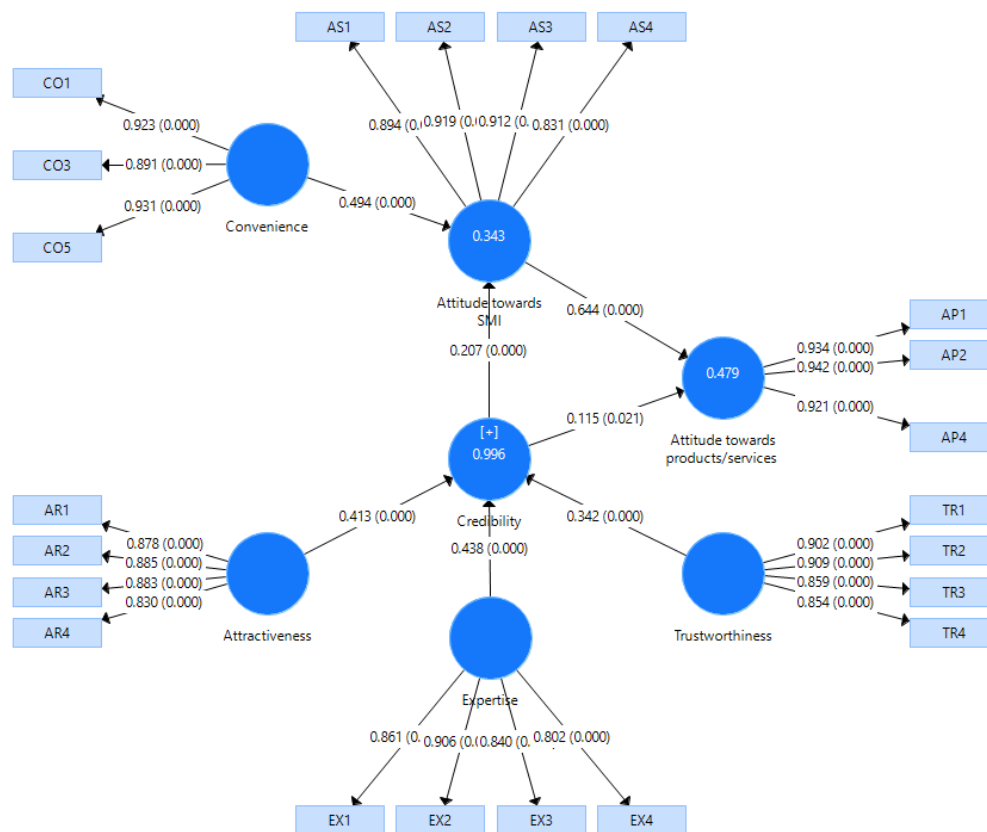 AS1 AS2 AS3 AS4
CO1
0.923 (0.000)
0.894 (0.
0.919 (0.
0.912 (0.
0.831 (0.000)
CO3
0.891 (0.000)
0.931 (0.000)
0.494 (0.000)
Convenience
0.343
CO5
Attitude towards
SMI
0.644 (0.000)
AP1
0.934 (0.000)
AP2
0.942 (0.000)
0.207 (0.000)
0.479
0.921 (0.000)
0.115 (0.021)
[+]
0.996
Attitude towards
products/services
AP4
AR1
0.413 (0.000)
Credibility
0.342 (0.000)
TR1
0.878 (0.000)
0.902 (0.000)
AR2
0.885 (0.000)
0.438 (0.000)
0.909 (0.000)
TR2
0.883 (0.000)
0.859 (0.000)
AR3
0.830 (0.000)
0.854 (0.000)
TR3
AR4
Attractiveness
Trustworthiness
TR4
Expertise
0.861 (0.
0.906 (0.
0.840 (0.
0.802 (0.000)
EX1 EX2 EX3 EX4